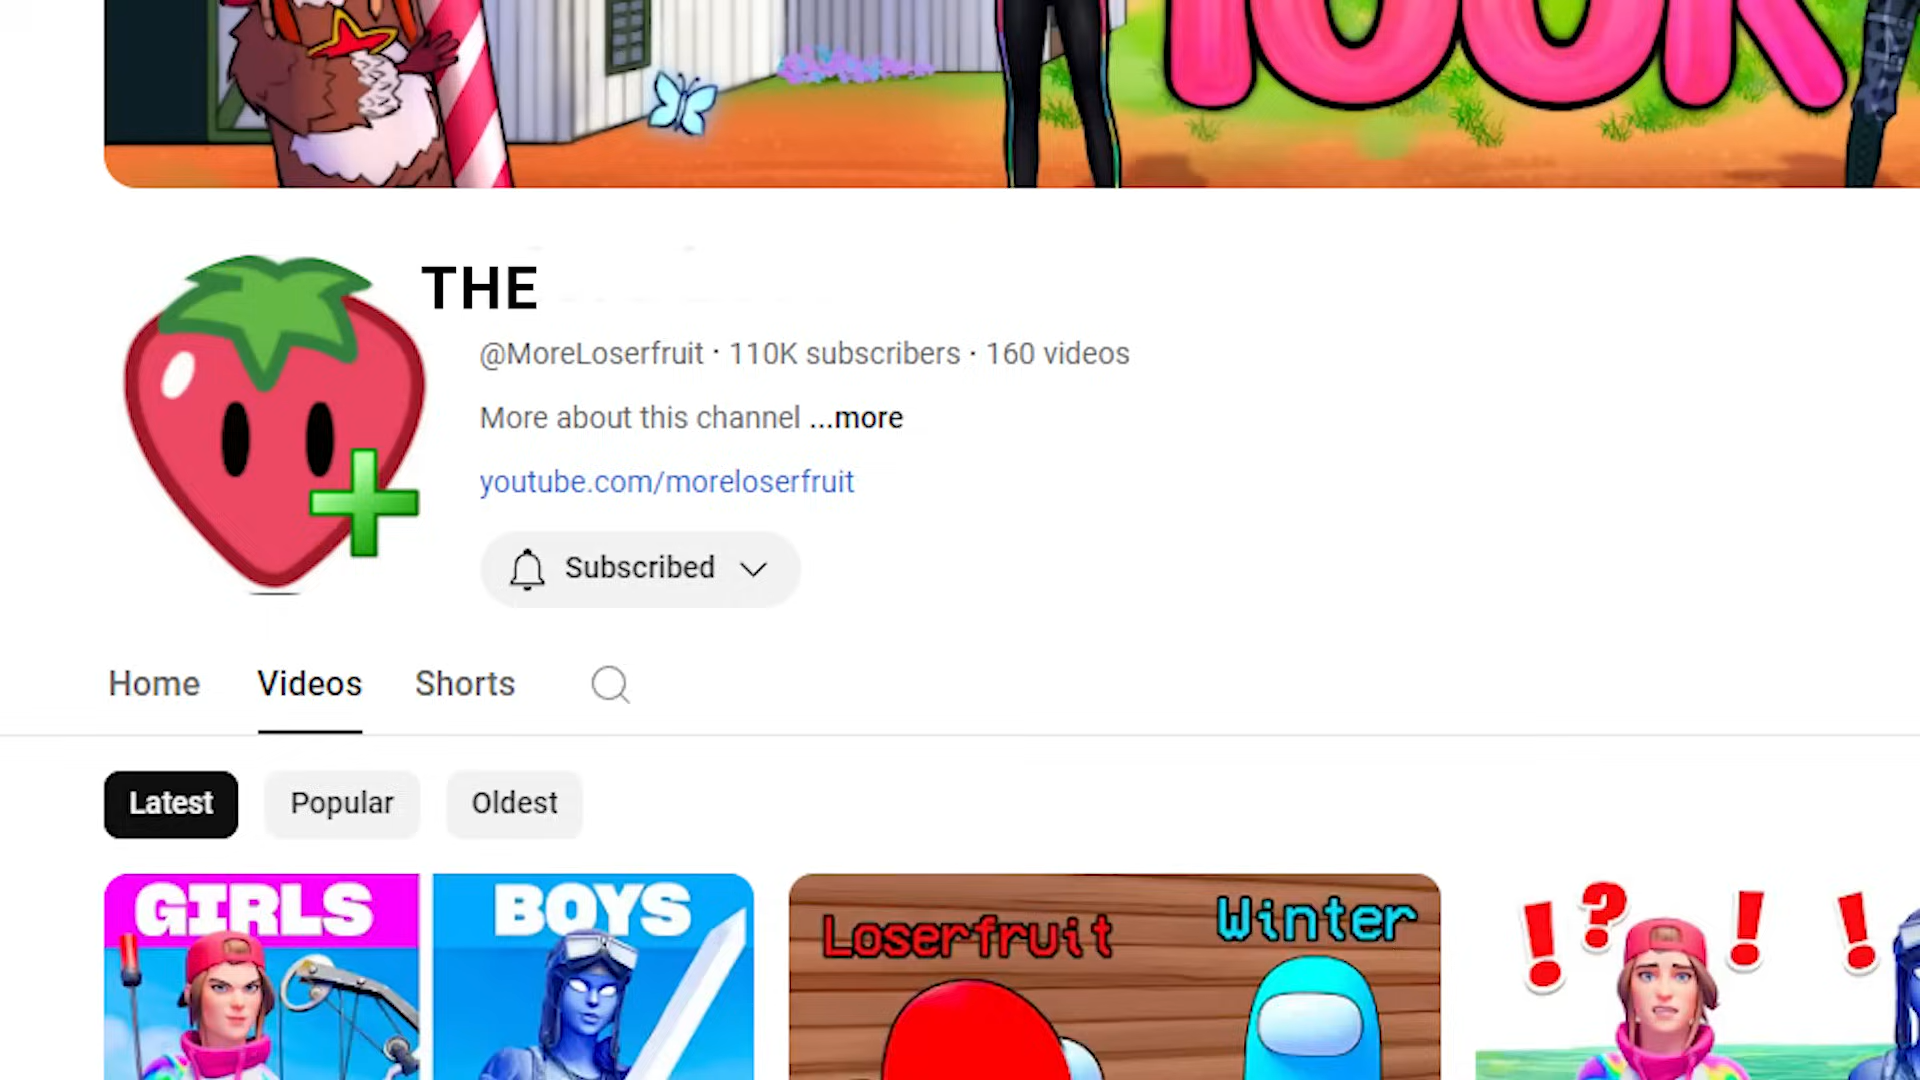 100K
THE
@MoreLoserfruit · 110K subscribers · 160 videos
More about this channel ...more
youtube.com/moreloserfruit
Subscribed
Home Videos Shorts
Latest Popular Oldest
GIRLS BOYS
Loserfruit Winter
!? ! !